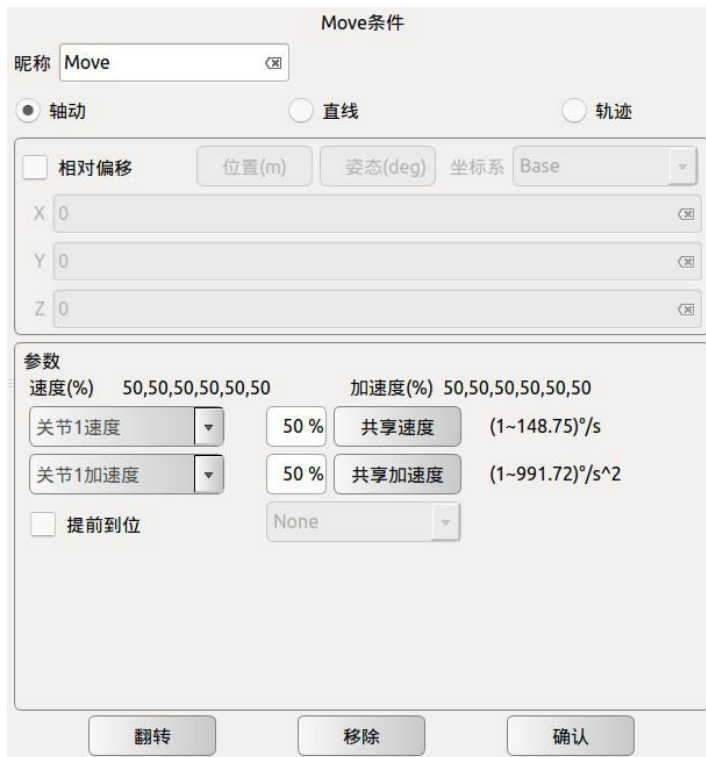 Move条件
昵称 Move
轴动 直线 轨迹
相对偏移 位置(m) 姿态(deg) 坐标系 Base
X 0
Y 0
Z 0
参数
速度(%) 50,50,50,50,50,50 加速度(%) 50,50,50,50,50,50
关节1速度 50 % 共享速度 (1~148.75)°/s
关节1加速度 50 % 共享加速度 (1~991.72)°/s^2
提前到位 None
翻转 移除 确认